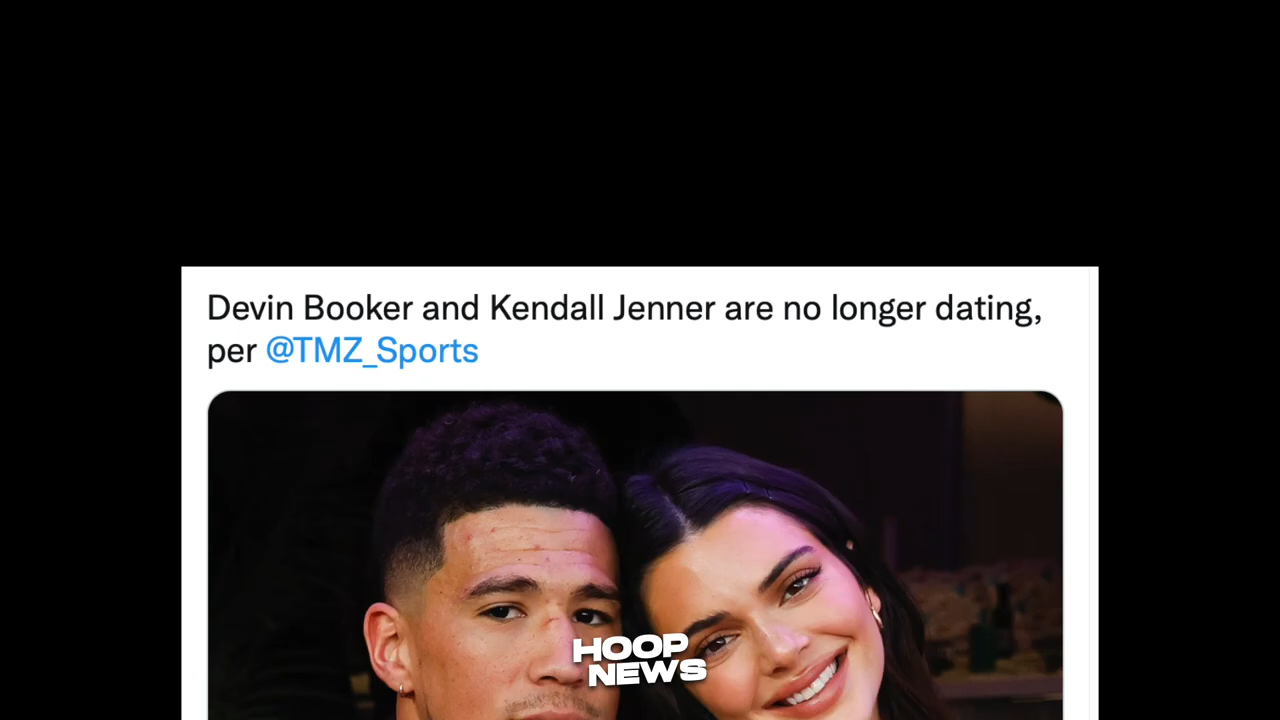 Devin Booker and Kendall Jenner are no longer dating,
per @TMZ_Sports
HOOP
NEWS